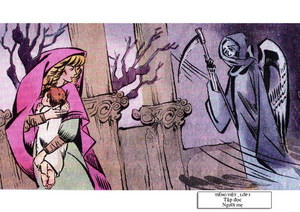 TIẾNG VIỆT _ LỚP 3
Tập đọc
Người mẹ